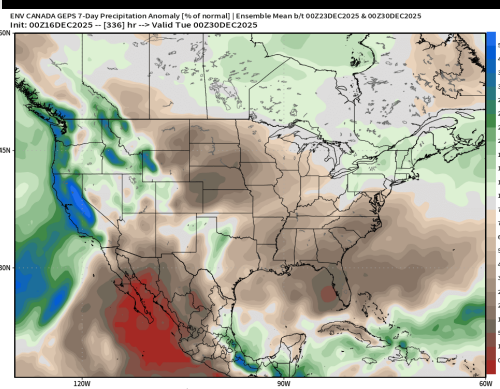 ENV CANADA GEPS 7-Day Precipitation Anomaly [% of normal] | Ensemble Mean b/t 00Z23DEC2025 & 00Z30DEC2025
Init: 00Z16DEC2025 -- [336] hr --> Valid Tue 00Z30DEC2025
45N
30N
120W
90W
60W